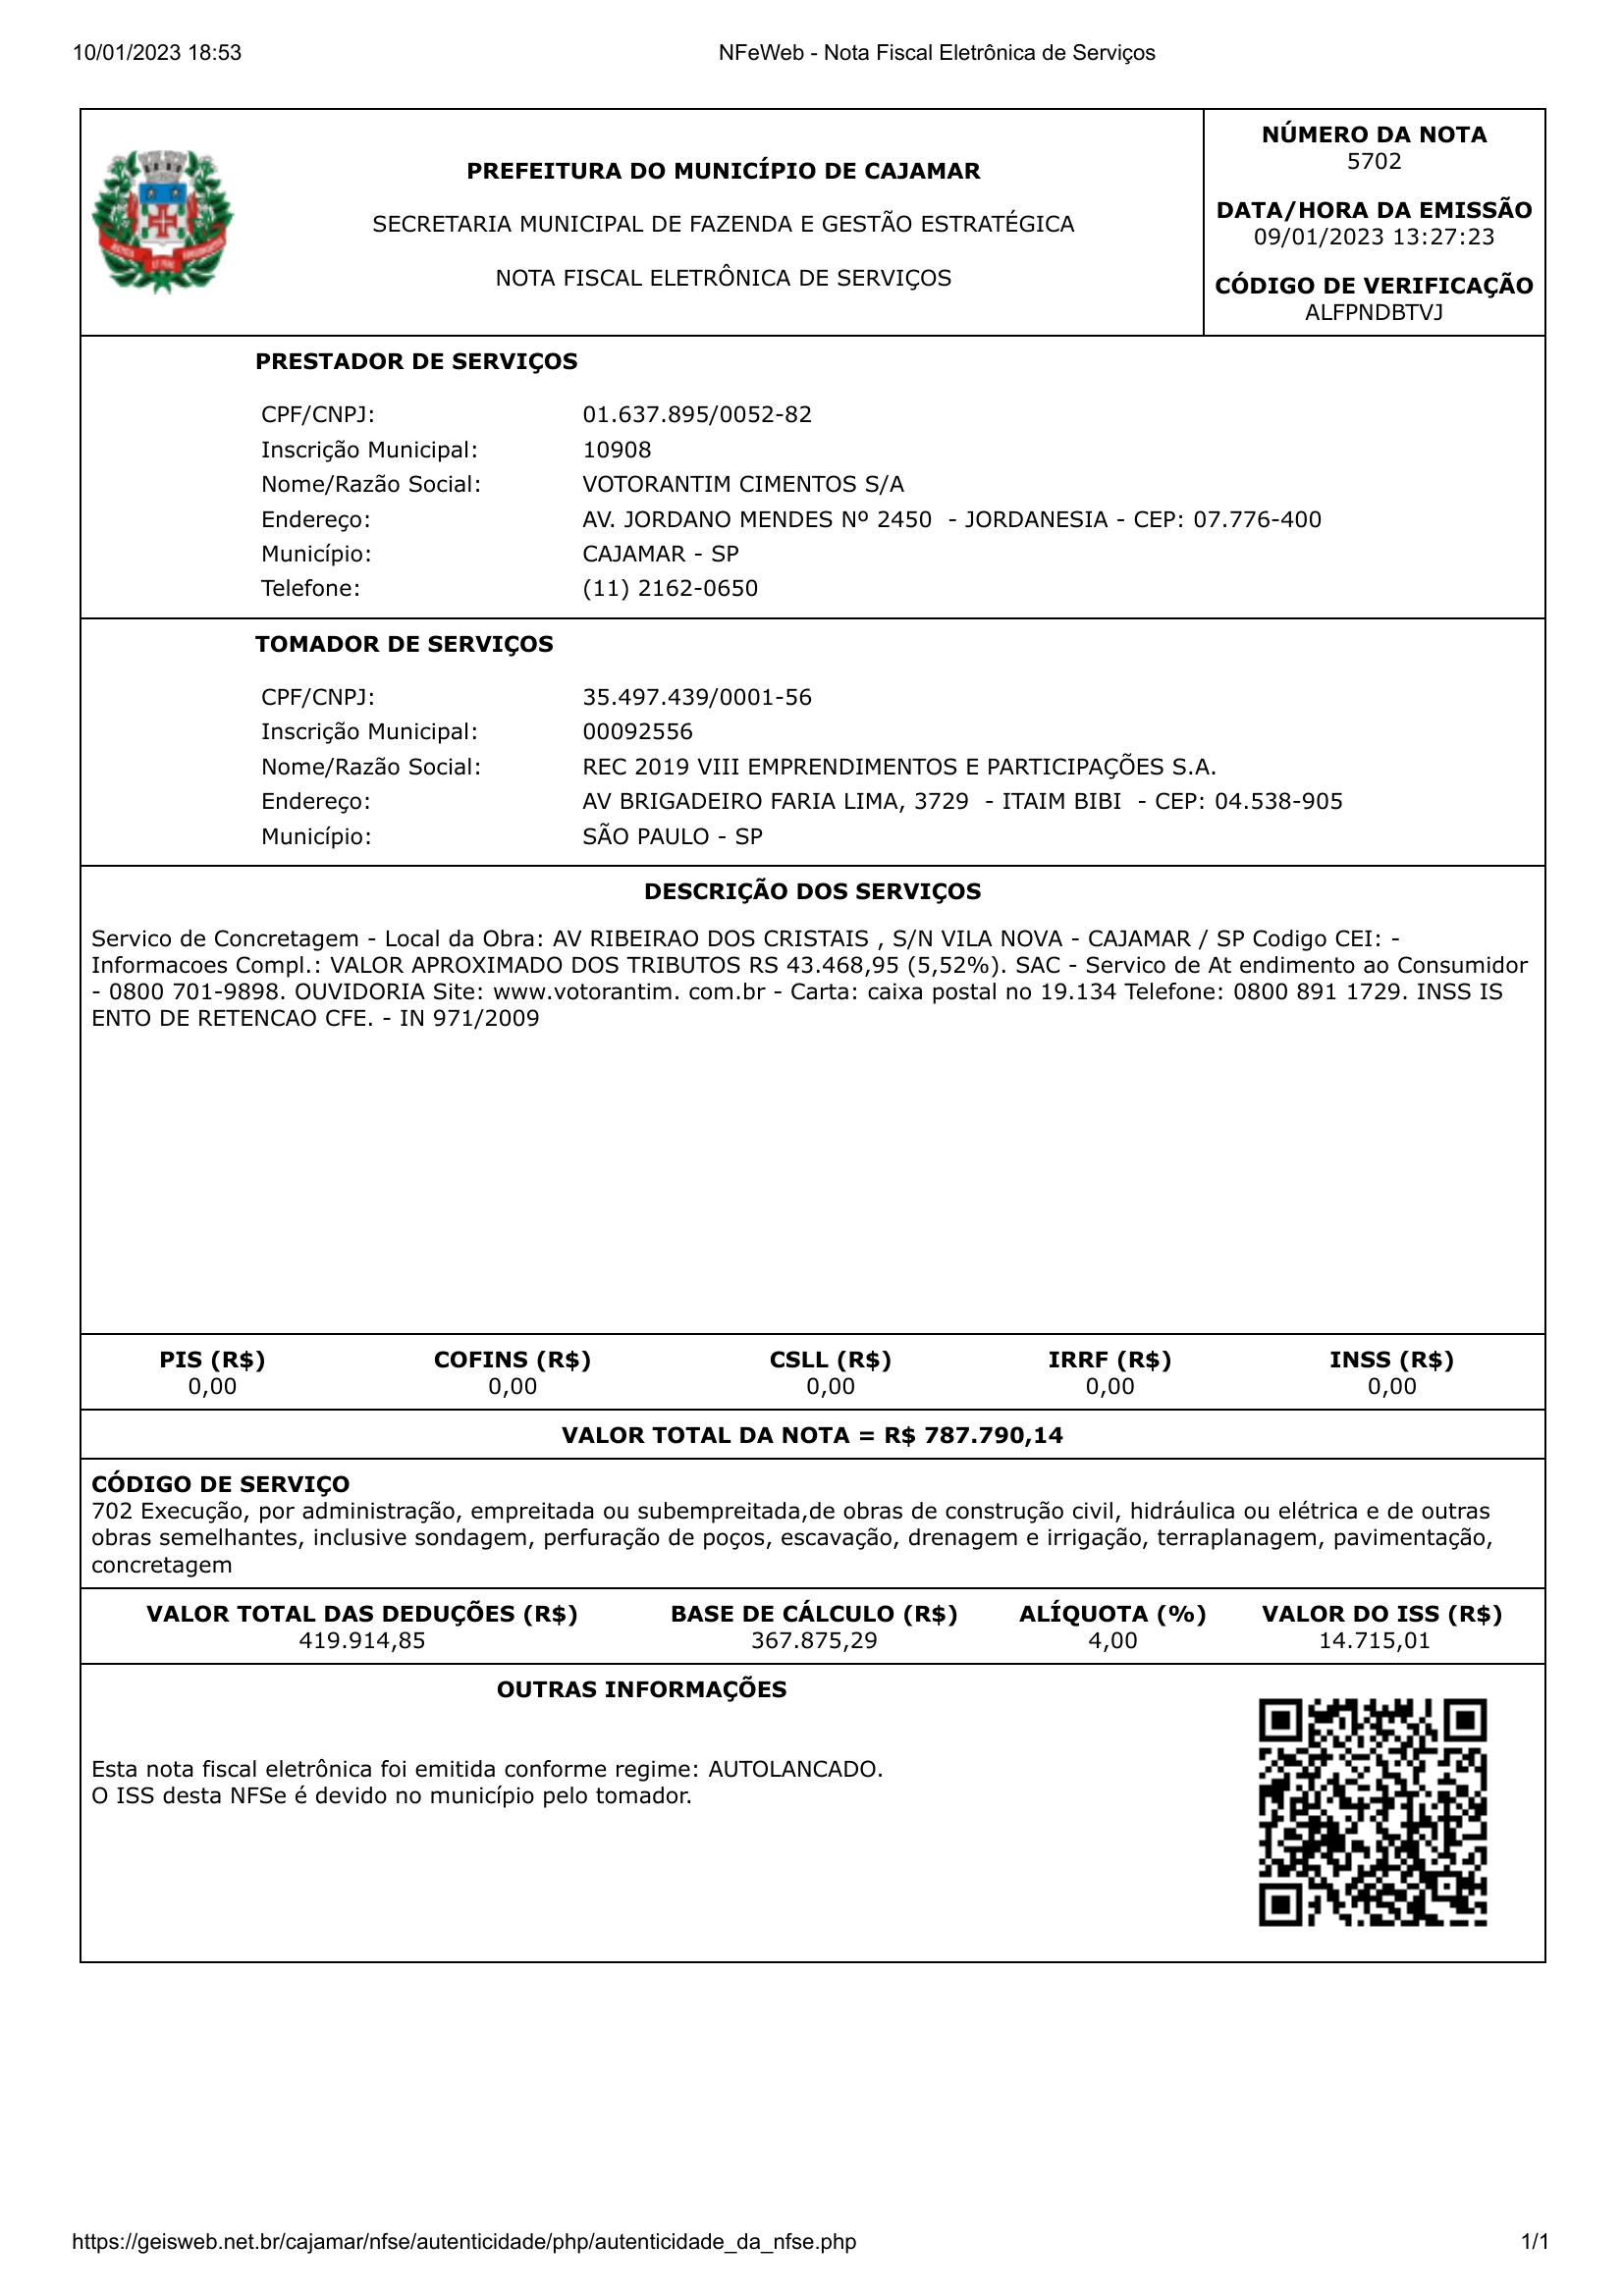 10/01/2023 18:53
NFeWeb - Nota Fiscal Eletrônica de Serviços
PREFEITURA DO MUNICÍPIO DE CAJAMAR
SECRETARIA MUNICIPAL DE FAZENDA E GESTÃO ESTRATÉGICA
NOTA FISCAL ELETRÔNICA DE SERVIÇOS
NÚMERO DA NOTA
5702
DATA/HORA DA EMISSÃO
09/01/2023 13:27:23
CÓDIGO DE VERIFICAÇÃO
ALFPNDBTVJ
PRESTADOR DE SERVIÇOS
CPF/CNPJ: 01.637.895/0052-82
Inscrição Municipal: 10908
Nome/Razão Social: VOTORANTIM CIMENTOS S/A
Endereço: AV. JORDANO MENDES Nº 2450 - JORDANESIA - CEP: 07.776-400
Município: CAJAMAR - SP
Telefone: (11) 2162-0650
TOMADOR DE SERVIÇOS
CPF/CNPJ: 35.497.439/0001-56
Inscrição Municipal: 00092556
Nome/Razão Social: REC 2019 VIII EMPRENDIMENTOS E PARTICIPAÇÕES S.A.
Endereço: AV BRIGADEIRO FARIA LIMA, 3729 - ITAIM BIBI - CEP: 04.538-905
Município: SÃO PAULO - SP
DESCRIÇÃO DOS SERVIÇOS
Servico de Concretagem - Local da Obra: AV RIBEIRAO DOS CRISTAIS , S/N VILA NOVA - CAJAMAR / SP Codigo CEI: -
Informacoes Compl.: VALOR APROXIMADO DOS TRIBUTOS RS 43.468,95 (5,52%). SAC - Servico de At endimento ao Consumidor
- 0800 701-9898. OUVIDORIA Site: www.votorantim. com.br - Carta: caixa postal no 19.134 Telefone: 0800 891 1729. INSS IS
ENTO DE RETENCAO CFE. - IN 971/2009
PIS (R$) COFINS (R$) CSLL (R$) IRRF (R$) INSS (R$)
0,00 0,00 0,00 0,00 0,00
VALOR TOTAL DA NOTA = R$ 787.790,14
CÓDIGO DE SERVIÇO
702 Execução, por administração, empreitada ou subempreitada,de obras de construção civil, hidráulica ou elétrica e de outras
obras semelhantes, inclusive sondagem, perfuração de poços, escavação, drenagem e irrigação, terraplanagem, pavimentação,
concretagem
VALOR TOTAL DAS DEDUÇÕES (R$) BASE DE CÁLCULO (R$) ALÍQUOTA (%) VALOR DO ISS (R$)
419.914,85 367.875,29 4,00 14.715,01
OUTRAS INFORMAÇÕES
Esta nota fiscal eletrônica foi emitida conforme regime: AUTOLANCADO.
O ISS desta NFSe é devido no município pelo tomador.
https://geisweb.net.br/cajamar/nfse/autenticidade/php/autenticidade_da_nfse.php
1/1